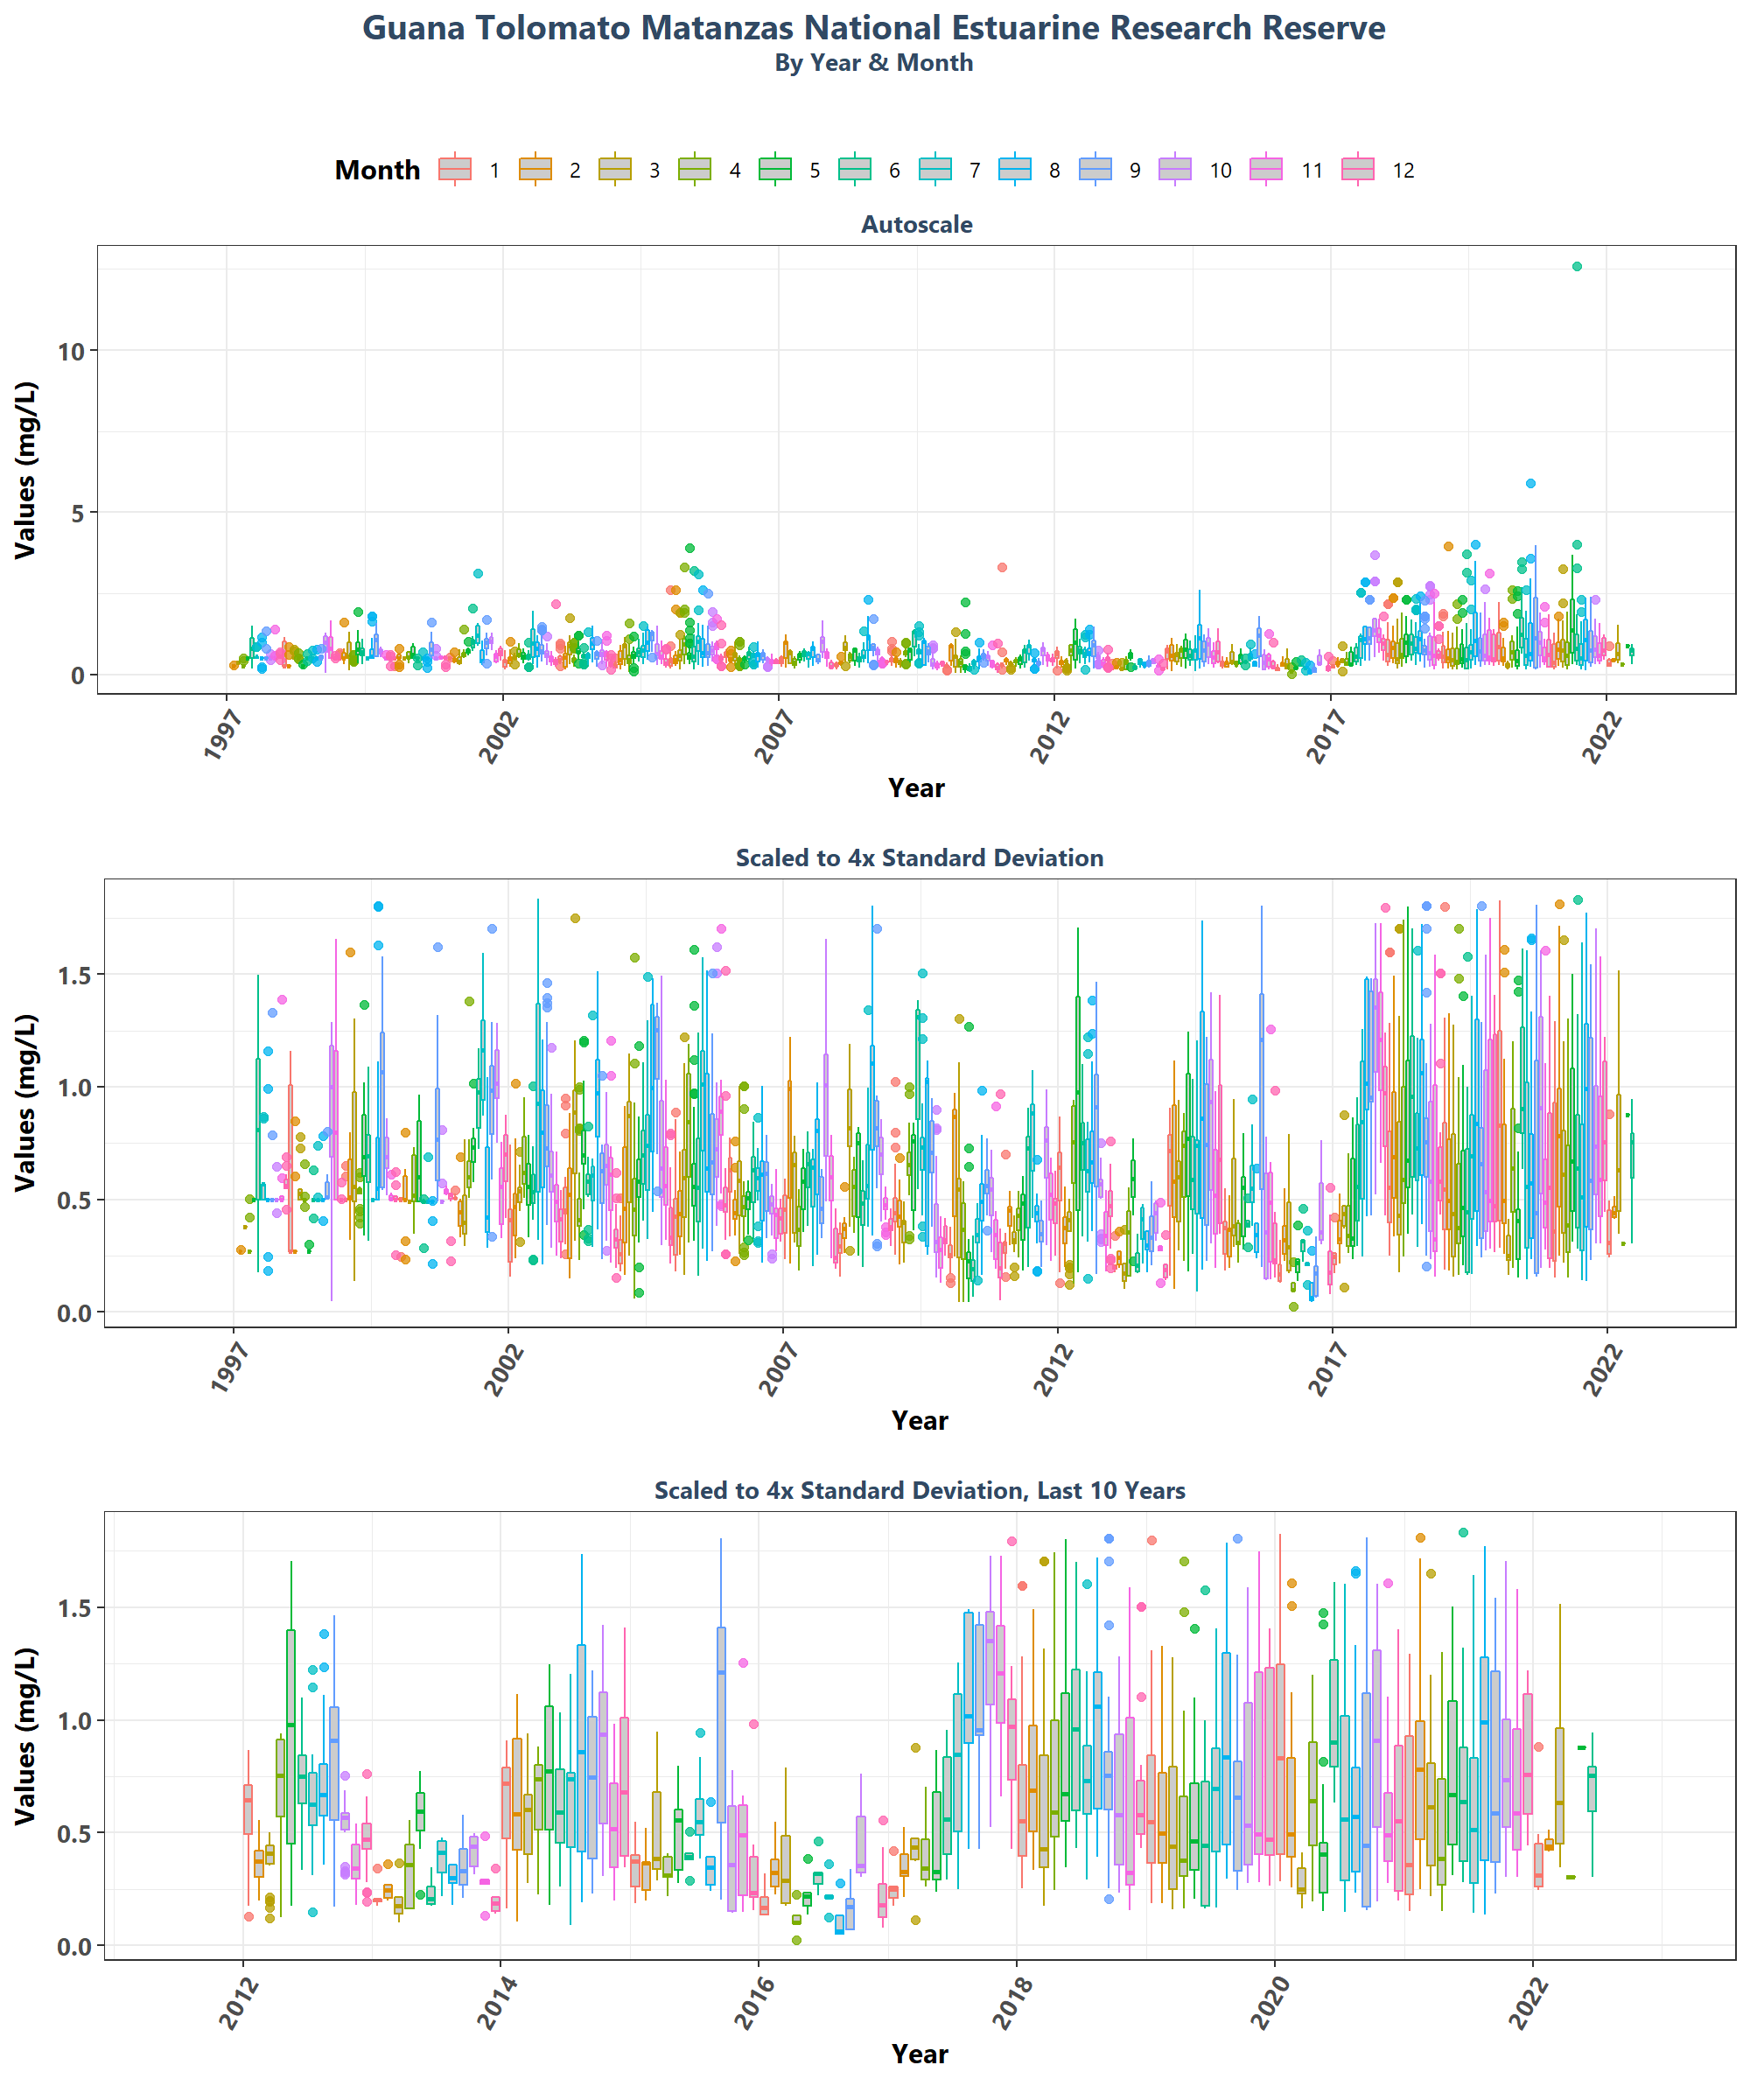 Guana Tolomato Matanzas National Estuarine Research Reserve
By Year & Month
Month 1 2 3 4 5 6 7 8 9 10 11 12
Autoscale
Values (mg/L)
10
5
0
1997 2002 2007 2012 2017 2022
Year
Scaled to 4x Standard Deviation
Values (mg/L)
1.5
1.0
0.5
0.0
1997 2002 2007 2012 2017 2022
Year
Scaled to 4x Standard Deviation, Last 10 Years
Values (mg/L)
1.5
1.0
0.5
0.0
2012 2014 2016 2018 2020 2022
Year